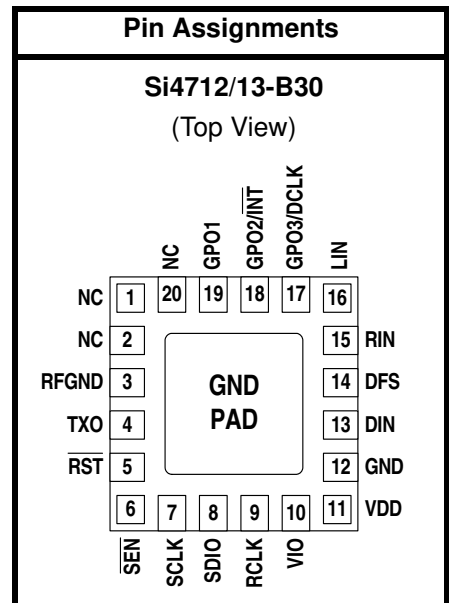 Pin Assignments
Si4712/13-B30
(Top View)
NC
GPO1
GPO2/INT
GPO3/DCLK
LIN
20 19 18 17 16
NC 1
NC 2
RFGND 3
TXO 4
RST 5
GND
PAD
15 RIN
14 DFS
13 DIN
12 GND
11 VDD
6 7 8 9 10
SEN
SCLK
SDIO
RCLK
VIO